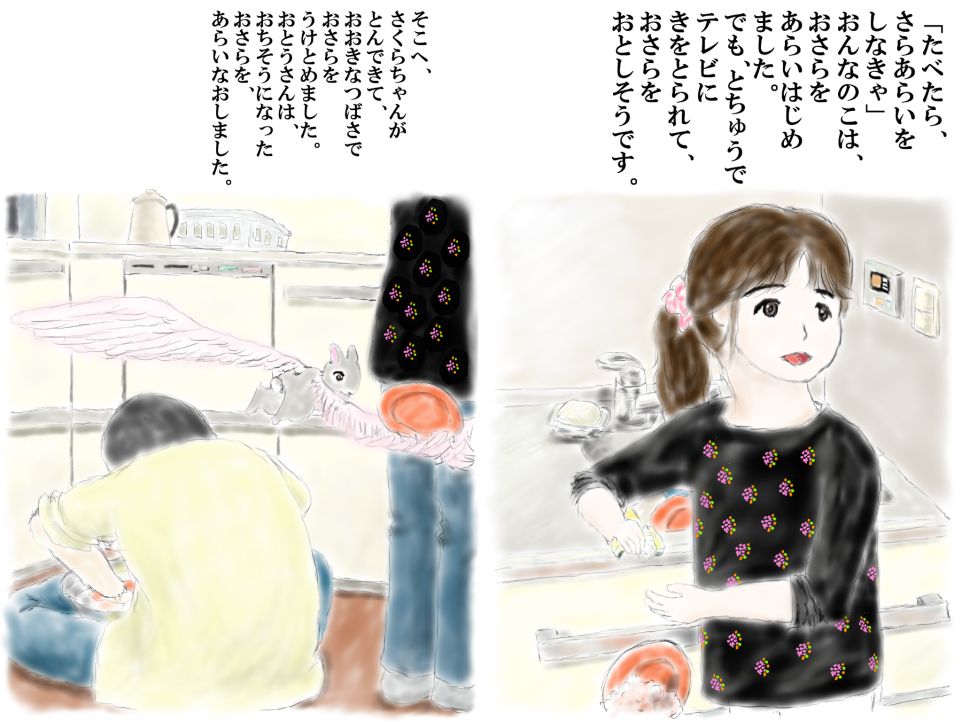 「たべたら、
さらあらいを
しなきゃ」
おんなのこは、
おさらを
あらいはじめ
ました。
でも、とちゅうで
テレビに
きをとられて、
おさらを
おとしそうです。
そこへ、
さくらちゃんが
とんできて、
おおきなつばさで
おさらを
うけとめました。
おとうさんは、
おちそうになった
おさらを、
あらいなおしました。